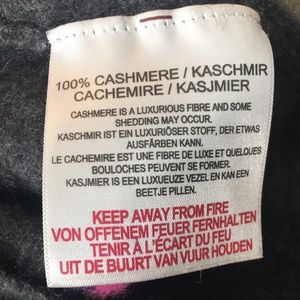 100% CASHMERE / KASCHMIR
CACHEMIRE / KASJMIER
CASHMERE IS A LUXURIOUS FIBRE AND SOME
SHEDDING MAY OCCUR.
KASCHMIR IST EIN LUXURIÖSER STOFF, DER ETWAS
AUSFÄRBEN KANN.
LE CACHEMIRE EST UNE FIBRE DE LUXE ET QUELQUES
BOULOCHES PEUVENT SE FORMER.
KASJMIER IS EEN LUXUEUZE VEZEL EN KAN EEN
BEETJE PILLEN.
KEEP AWAY FROM FIRE
VON OFFENEM FEUER FERNHALTEN
TENIR À L'ÉCART DU FEU
UIT DE BUURT VAN VUUR HOUDEN